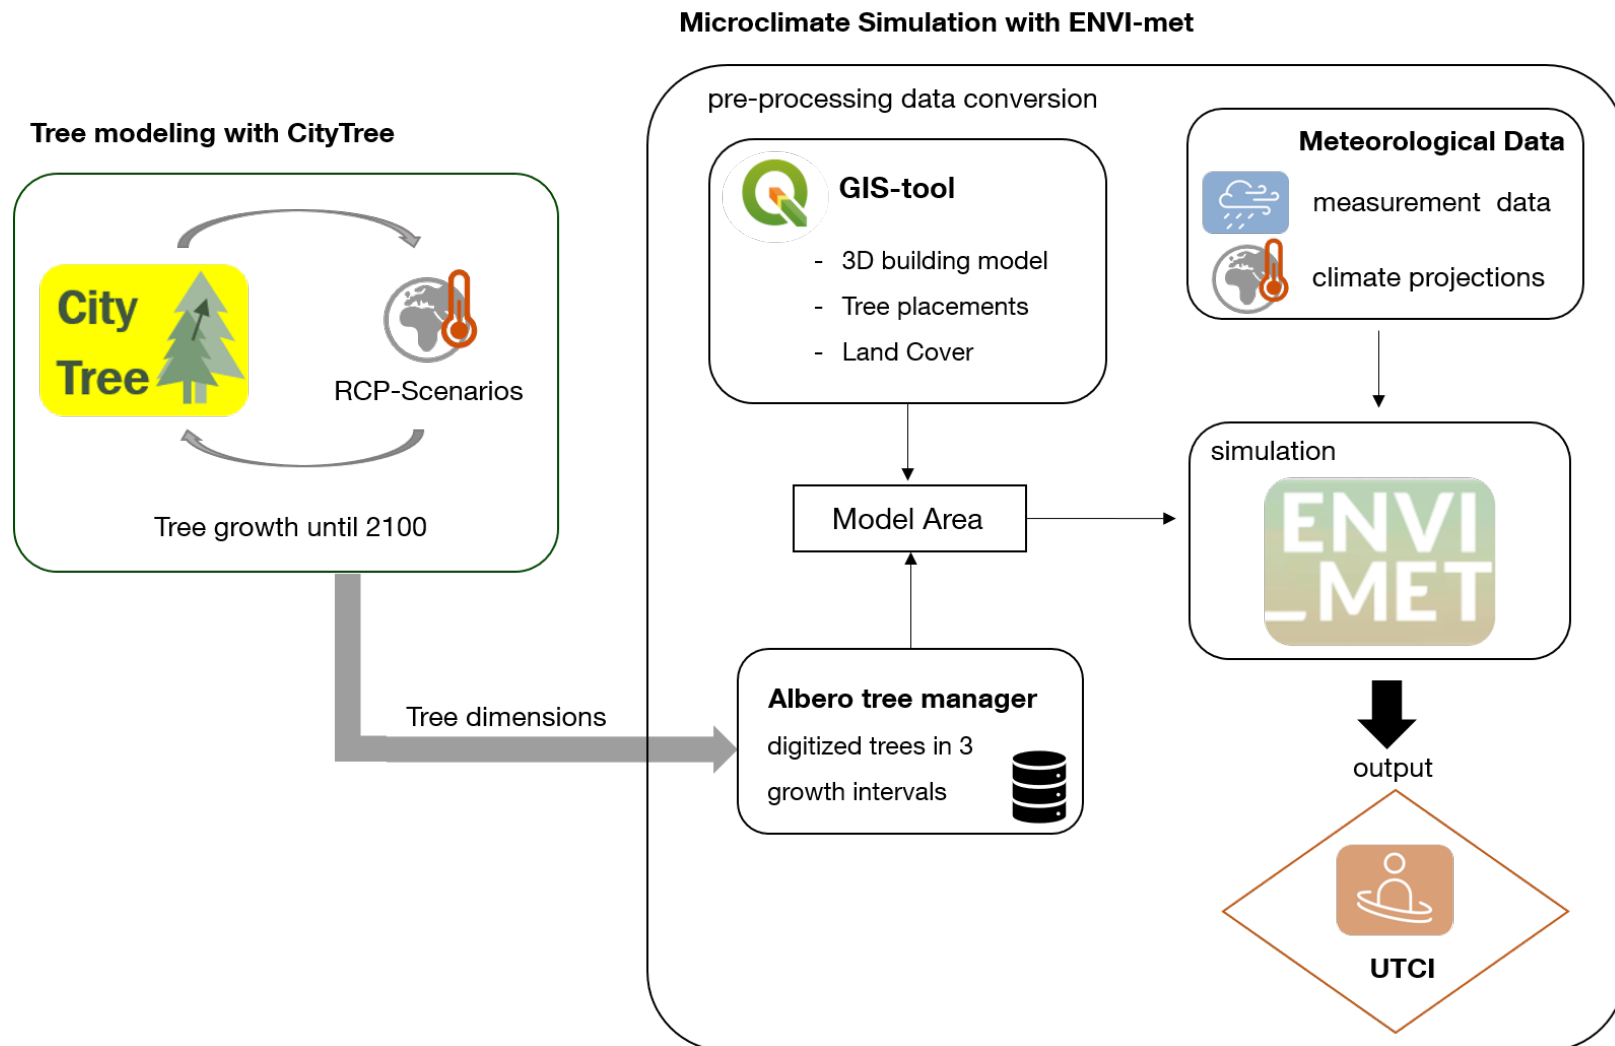 Microclimate Simulation with ENVI-met
Tree modeling with CityTree
City
Tree
RCP-Scenarios
Tree growth until 2100
Tree dimensions
pre-processing data conversion
GIS-tool
- 3D building model
- Tree placements
- Land Cover
Model Area
Albero tree manager
digitized trees in 3
growth intervals
Meteorological Data
measurement data
climate projections
simulation
ENVI
_MET
output
UTCI